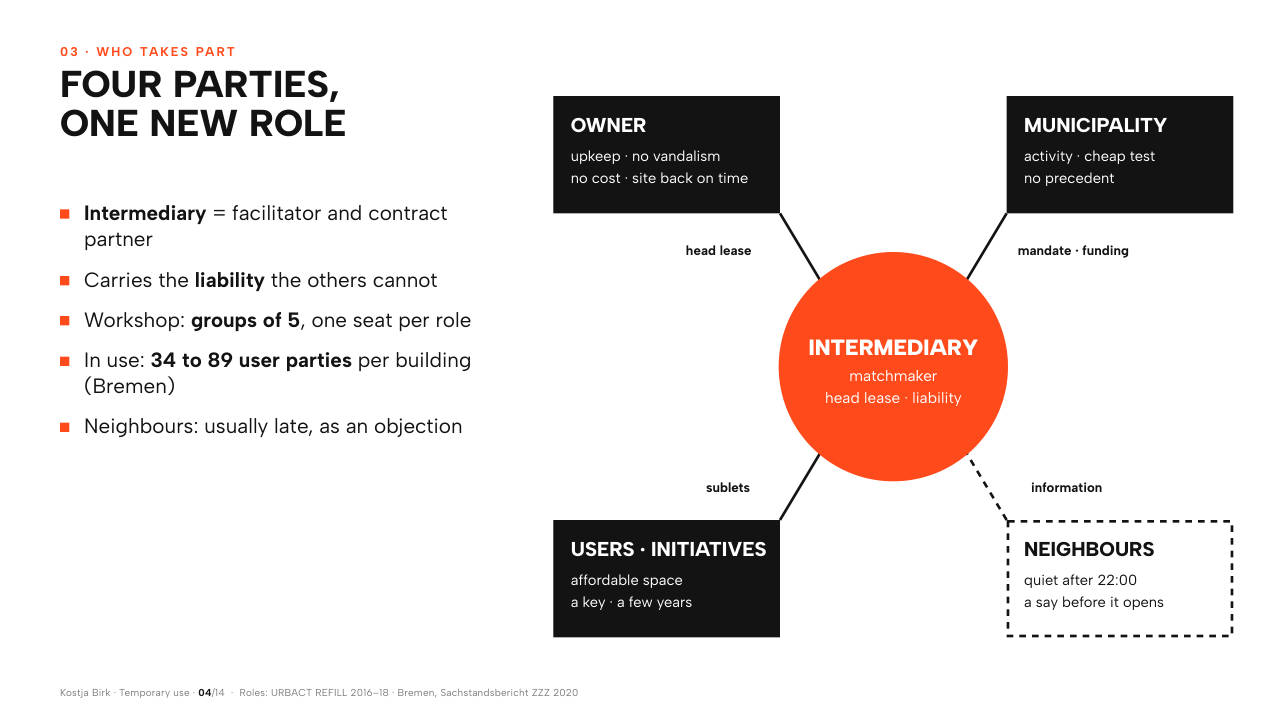 03 · WHO TAKES PART
FOUR PARTIES,
ONE NEW ROLE
Intermediary = facilitator and contract
partner
Carries the liability the others cannot
Workshop: groups of 5, one seat per role
In use: 34 to 89 user parties per building
(Bremen)
Neighbours: usually late, as an objection
OWNER
upkeep · no vandalism
no cost · site back on time
MUNICIPALITY
activity · cheap test
no precedent
head lease
mandate · funding
INTERMEDIARY
matchmaker
head lease · liability
sublets
information
USERS · INITIATIVES
affordable space
a key · a few years
NEIGHBOURS
quiet after 22:00
a say before it opens
Kostja Birk · Temporary use · 04/14 · Roles: URBACT REFILL 2016–18 · Bremen, Sachstandsbericht ZZZ 2020